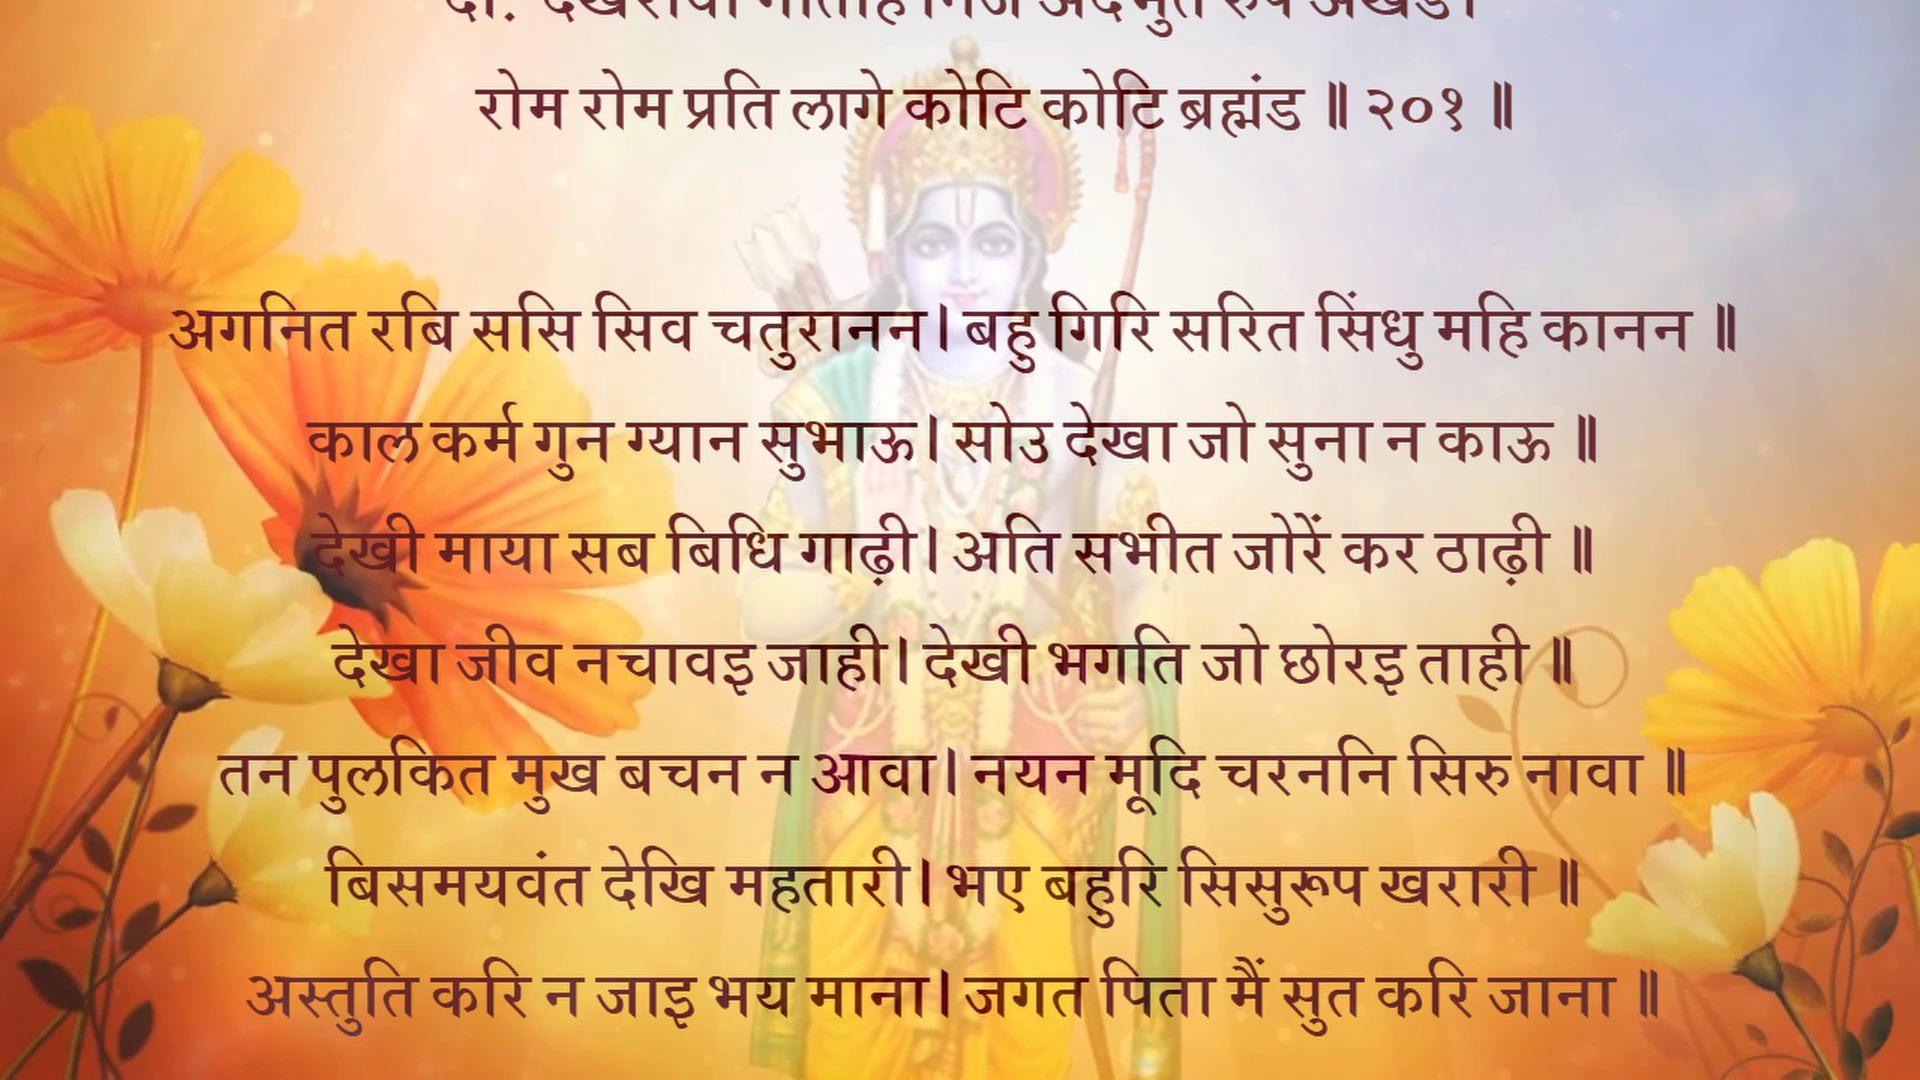 रोम रोम प्रति लागे कोटि कोटि ब्रह्मंड ॥ २०१ ॥
अगनित रबि ससि सिव चतुरानन। बहु गिरि सरित सिंधु महि कानन ॥
काल कर्म गुन ग्यान सुभाऊ। सोउ देखा जो सुना न काऊ ॥
देखी माया सब बिधि गाढ़ी। अति सभीत जोरें कर ठाढ़ी ॥
देखा जीव नचावइ जाही। देखी भगति जो छोरइ ताही ॥
तन पुलकित मुख बचन न आवा। नयन मूदि चरननि सिरु नावा ॥
बिसमयवंत देखि महतारी। भए बहुरि सिसुरूप खरारी ॥
अस्तुति करि न जाइ भय माना। जगत पिता मैं सुत करि जाना ॥